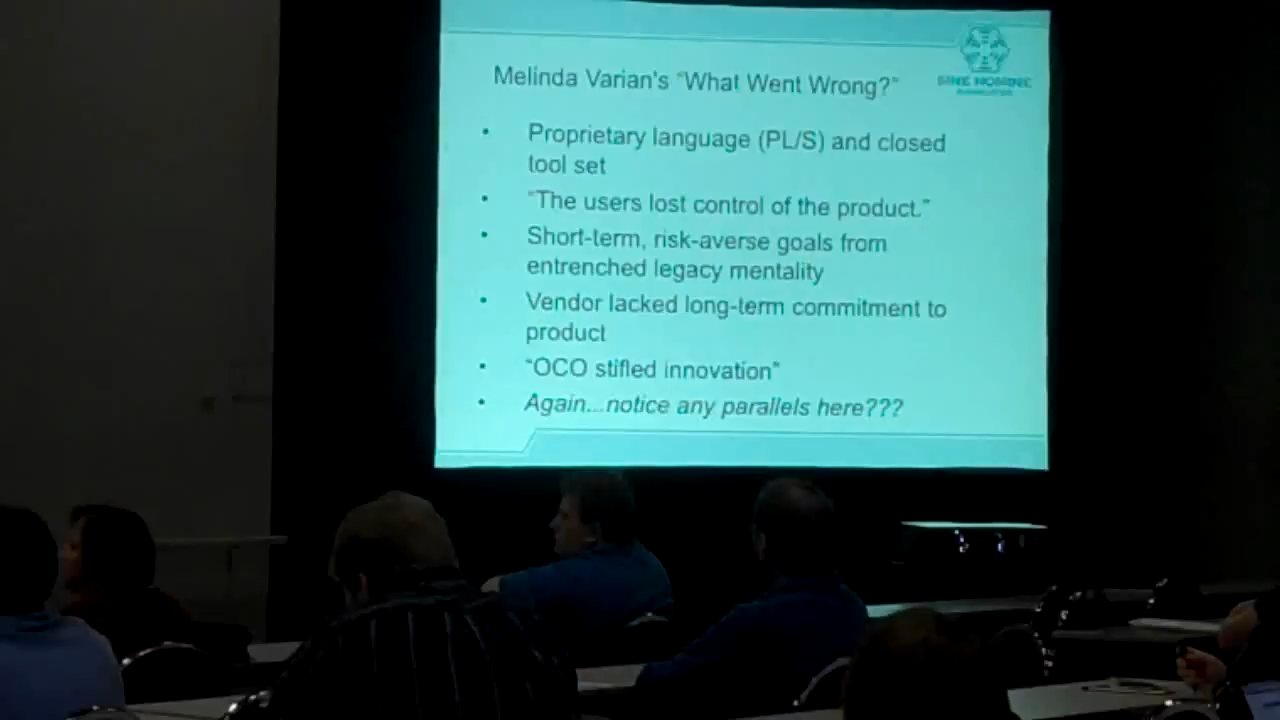 SINE NOMINE
Melinda Varian's "What Went Wrong?"
• Proprietary language (PL/S) and closed
tool set
• "The users lost control of the product."
• Short-term, risk-averse goals from
entrenched legacy mentality
• Vendor lacked long-term commitment to
product
• "OCO stifled innovation"
• Again...notice any parallels here???